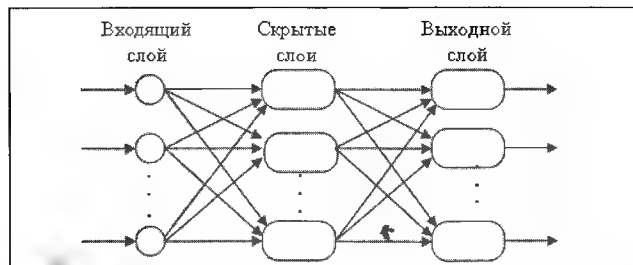 Входящий
слой
Скрытые
слои
Выходной
слой